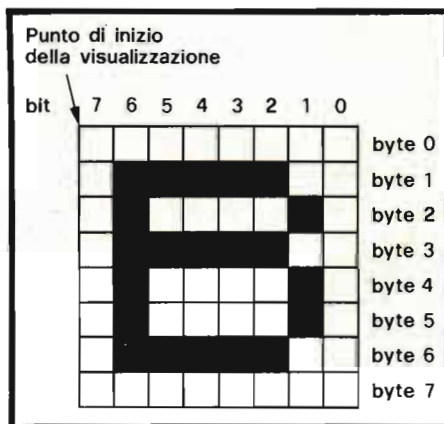 Punto di inizio
della visualizzazione
bit 7 6 5 4 3 2 1 0
byte 0
byte 1
byte 2
byte 3
byte 4
byte 5
byte 6
byte 7